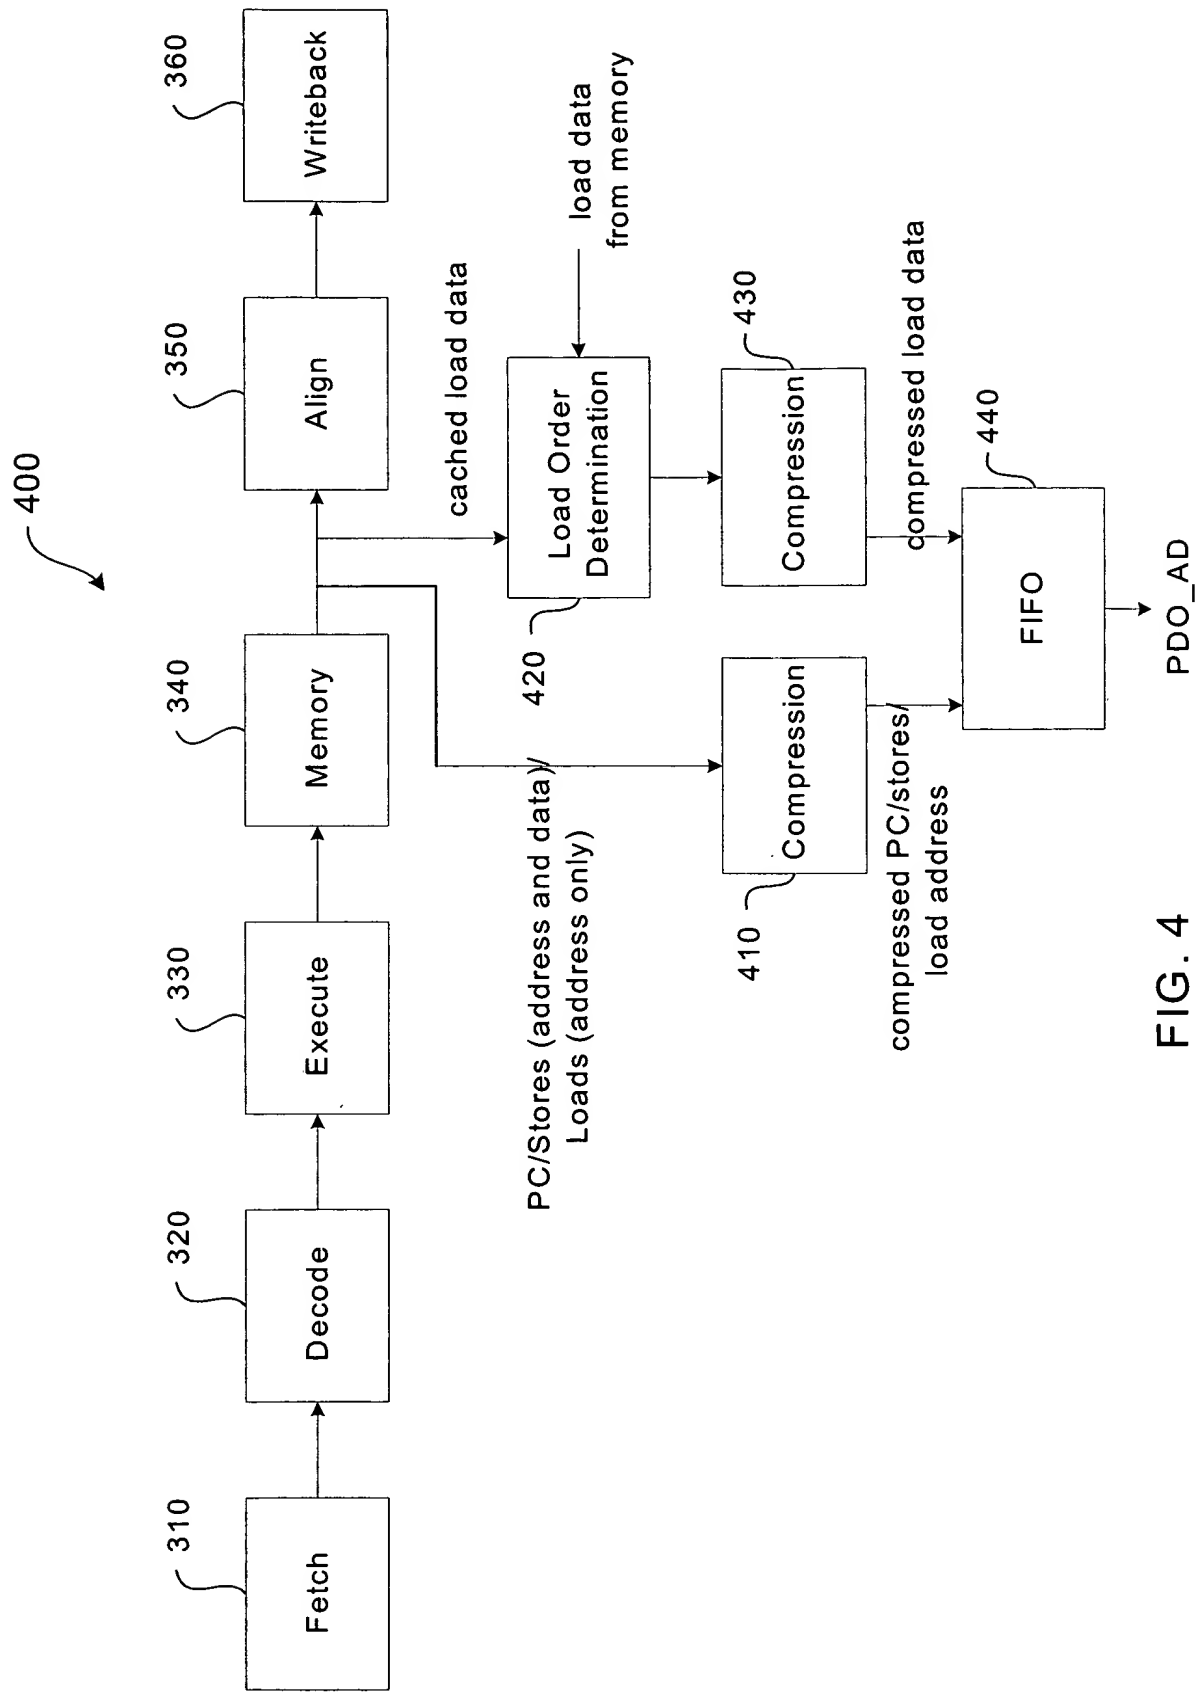 400
310
320
330
340
350
360
Fetch
Decode
Execute
Memory
Align
Writeback
PC/Stores (address and data)/
Loads (address only)
cached load data
420
Load Order
Determination
load data
from memory
410
Compression
430
Compression
compressed PC/stores/
load address
compressed load data
440
FIFO
PDO_AD
FIG. 4